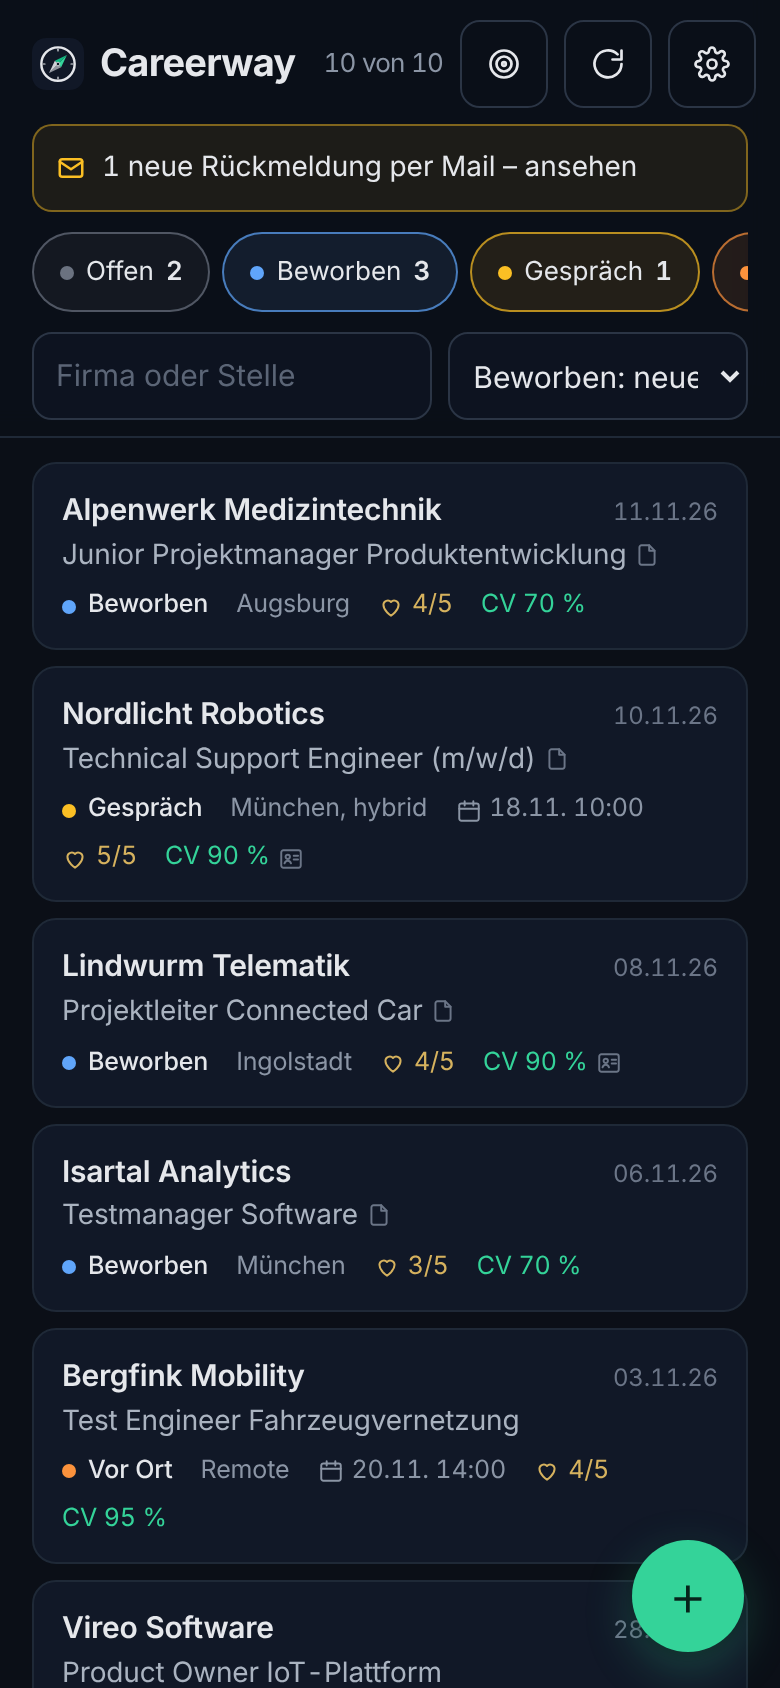 Careerway 10 von 10
1 neue Rückmeldung per Mail – ansehen
Offen 2 Beworben 3 Gespräch 1
Firma oder Stelle Beworben: neue
Alpenwerk Medizintechnik 11.11.26
Junior Projektmanager Produktentwicklung
Beworben Augsburg 4/5 CV 70 %
Nordlicht Robotics 10.11.26
Technical Support Engineer (m/w/d)
Gespräch München, hybrid 18.11. 10:00
5/5 CV 90 %
Lindwurm Telematik 08.11.26
Projektleiter Connected Car
Beworben Ingolstadt 4/5 CV 90 %
Isartal Analytics 06.11.26
Testmanager Software
Beworben München 3/5 CV 70 %
Bergfink Mobility 03.11.26
Test Engineer Fahrzeugvernetzung
Vor Ort Remote 20.11. 14:00 4/5
CV 95 %
Vireo Software 28.
Product Owner IoT-Plattform